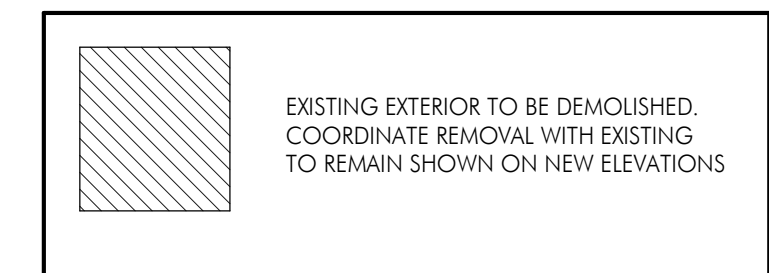 EXISTING EXTERIOR TO BE DEMOLISHED.
COORDINATE REMOVAL WITH EXISTING
TO REMAIN SHOWN ON NEW ELEVATIONS